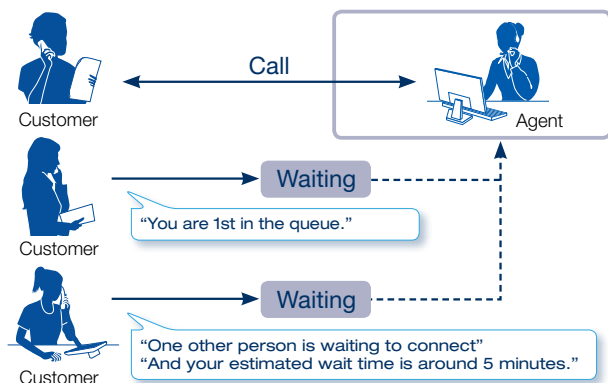 Call
Customer
Agent
Waiting
“You are 1st in the queue.”
Customer
Waiting
“One other person is waiting to connect”
“And your estimated wait time is around 5 minutes.”
Customer